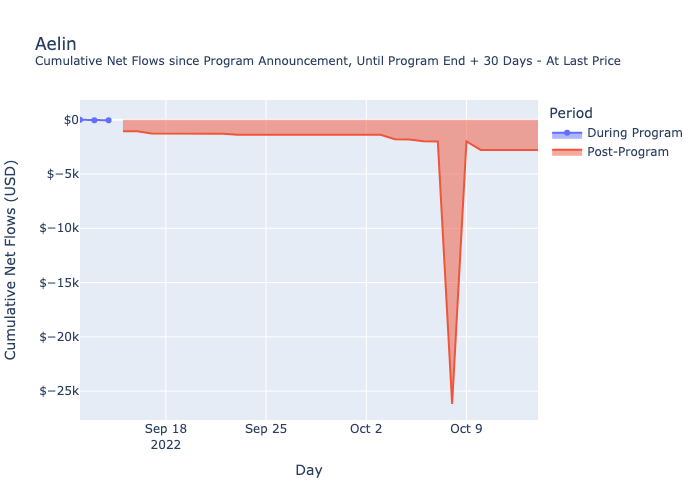 Aelin
Cumulative Net Flows since Program Announcement, Until Program End + 30 Days - At Last Price
Period
During Program
Post-Program
Cumulative Net Flows (USD)
$0
$−5k
$−10k
$−15k
$−20k
$−25k
Sep 18
2022
Sep 25
Oct 2
Oct 9
Day